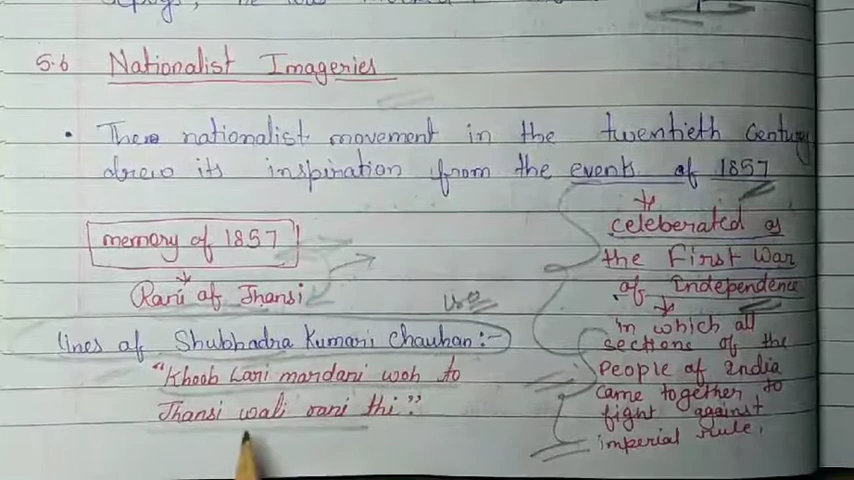 5.6 Nationalist Imageries
• The nationalist movement in the twentieth century
drew its inspiration from the events of 1857
memory of 1857
Rani of Jhansi
lines of Shubhadra Kumari Chauhan:-
"Khoob Lari mardani woh to
Jhansi wali rani thi."
celeberated as
the First War
of Independence
in which all
sections of the
People of India
came together to
fight against
imperial rule.